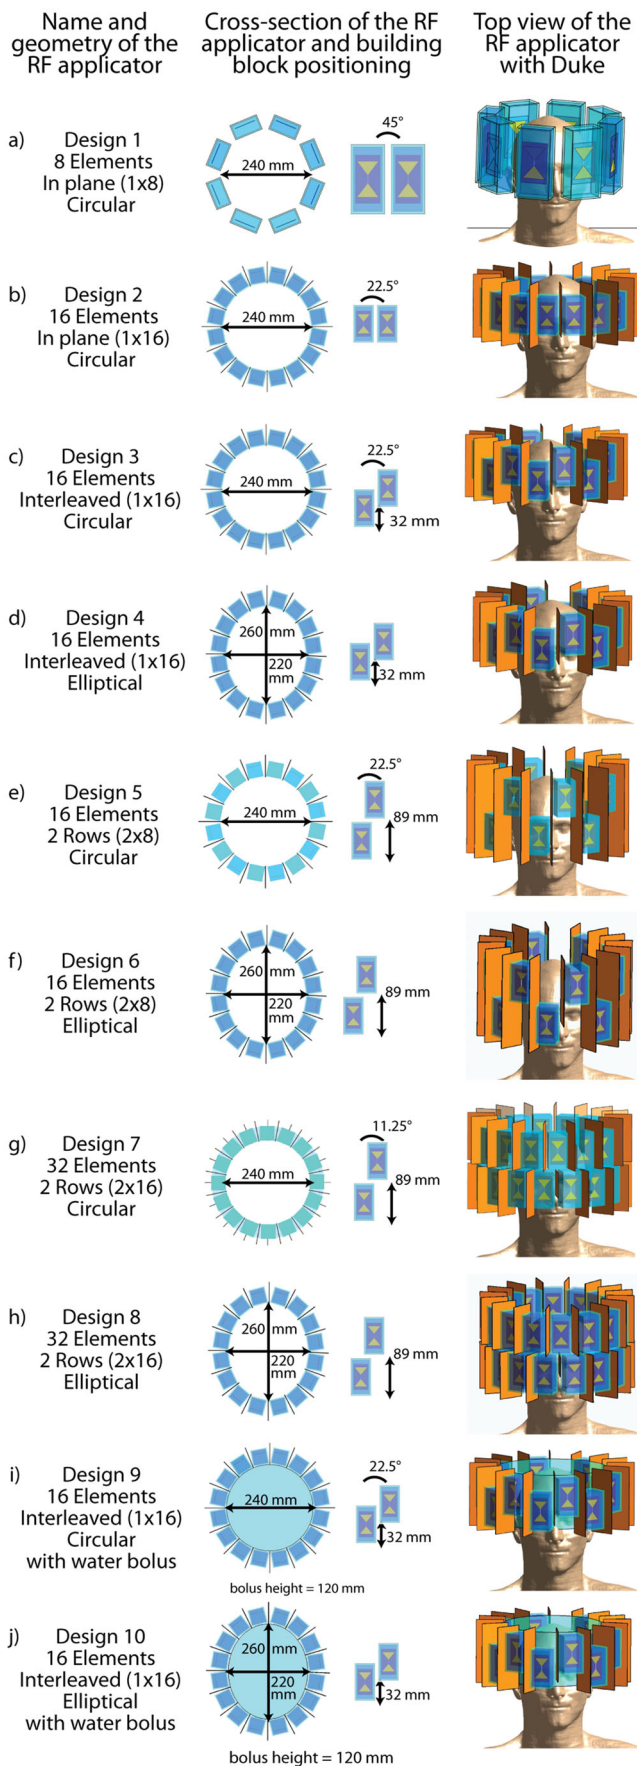 Name and
geometry of the
RF applicator
Cross-section of the RF
applicator and building
block positioning
Top view of the
RF applicator
with Duke
a)
Design 1
8 Elements
In plane (1x8)
Circular
240 mm
45°
b)
Design 2
16 Elements
In plane (1x16)
Circular
240 mm
22.5°
c)
Design 3
16 Elements
Interleaved (1x16)
Circular
240 mm
22.5°
32 mm
d)
Design 4
16 Elements
Interleaved (1x16)
Elliptical
260 mm
220
mm
32 mm
e)
Design 5
16 Elements
2 Rows (2x8)
Circular
240 mm
22.5°
89 mm
f)
Design 6
16 Elements
2 Rows (2x8)
Elliptical
260 mm
220
mm
89 mm
g)
Design 7
32 Elements
2 Rows (2x16)
Circular
240 mm
11.25°
89 mm
h)
Design 8
32 Elements
2 Rows (2x16)
Elliptical
260 mm
220
mm
89 mm
i)
Design 9
16 Elements
Interleaved (1x16)
Circular
with water bolus
240 mm
22.5°
32 mm
bolus height = 120 mm
j)
Design 10
16 Elements
Interleaved (1x16)
Elliptical
with water bolus
260 mm
220
mm
32 mm
bolus height = 120 mm